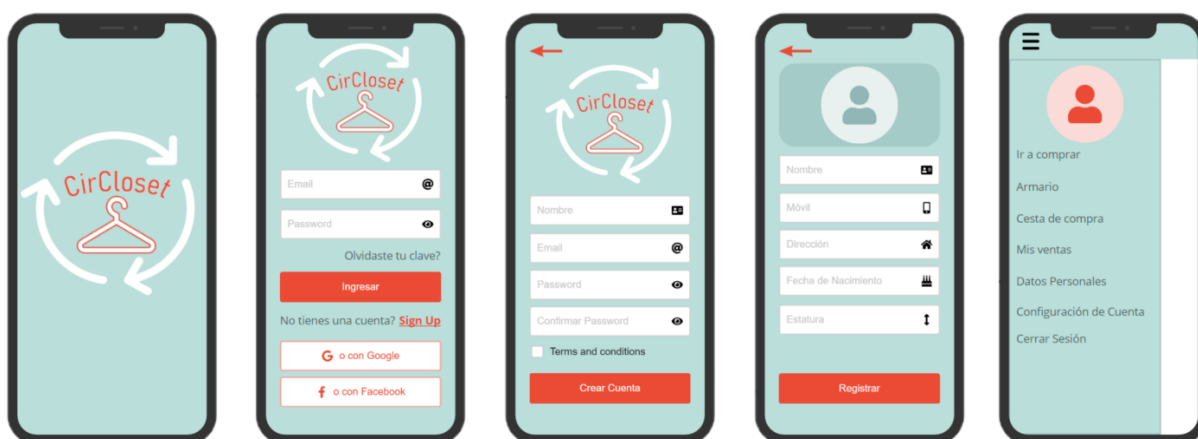 CirCloset
CirCloset
Email
Password
Olvidaste tu clave?
Ingresar
No tienes una cuenta? Sign Up
G o con Google
f o con Facebook
CirCloset
Nombre
Email
Password
Confirmar Password
Terms and conditions
Crear Cuenta
Nombre
Móvil
Dirección
Fecha de Nacimiento
Estatura
Registrar
Ir a comprar
Armario
Cesta de compra
Mis ventas
Datos Personales
Configuración de Cuenta
Cerrar Sesión